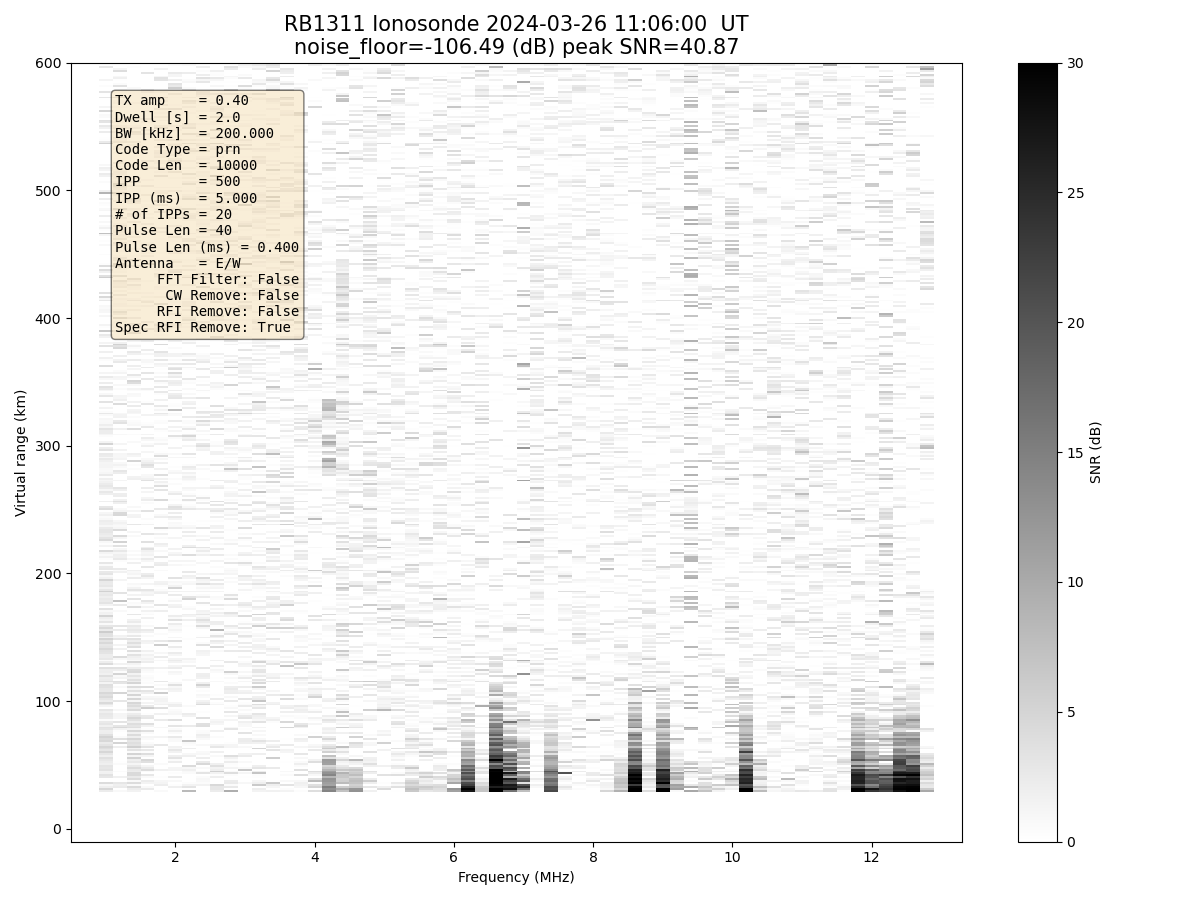 RB1311 Ionosonde 2024-03-26 11:06:00  UT
noise_floor=-106.49 (dB) peak SNR=40.87
600
500
400
300
200
100
0
Virtual range (km)
TX amp    = 0.40
Dwell [s] = 2.0
BW [kHz]  = 200.000
Code Type = prn
Code Len  = 10000
IPP       = 500
IPP (ms)  = 5.000
# of IPPs = 20
Pulse Len = 40
Pulse Len (ms) = 0.400
Antenna   = E/W
FFT Filter: False
CW Remove: False
RFI Remove: False
Spec RFI Remove: True
2 4 6 8 10 12
Frequency (MHz)
30
25
20
15
10
5
0
SNR (dB)